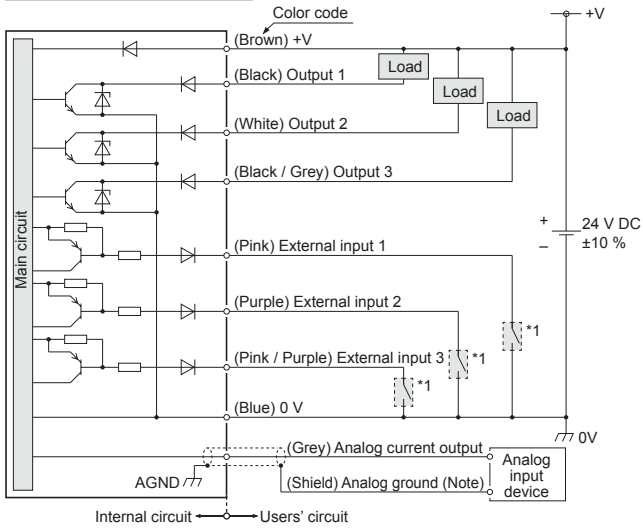 Color code
+V
(Brown) +V
(Black) Output 1
Load
(White) Output 2
Load
(Black / Grey) Output 3
Load
Main circuit
+
−
24 V DC
±10 %
(Pink) External input 1
(Purple) External input 2
*1
(Pink / Purple) External input 3
*1
*1
(Blue) 0 V
0V
(Grey) Analog current output
Analog
input
device
AGND
(Shield) Analog ground (Note)
Internal circuit
Users' circuit